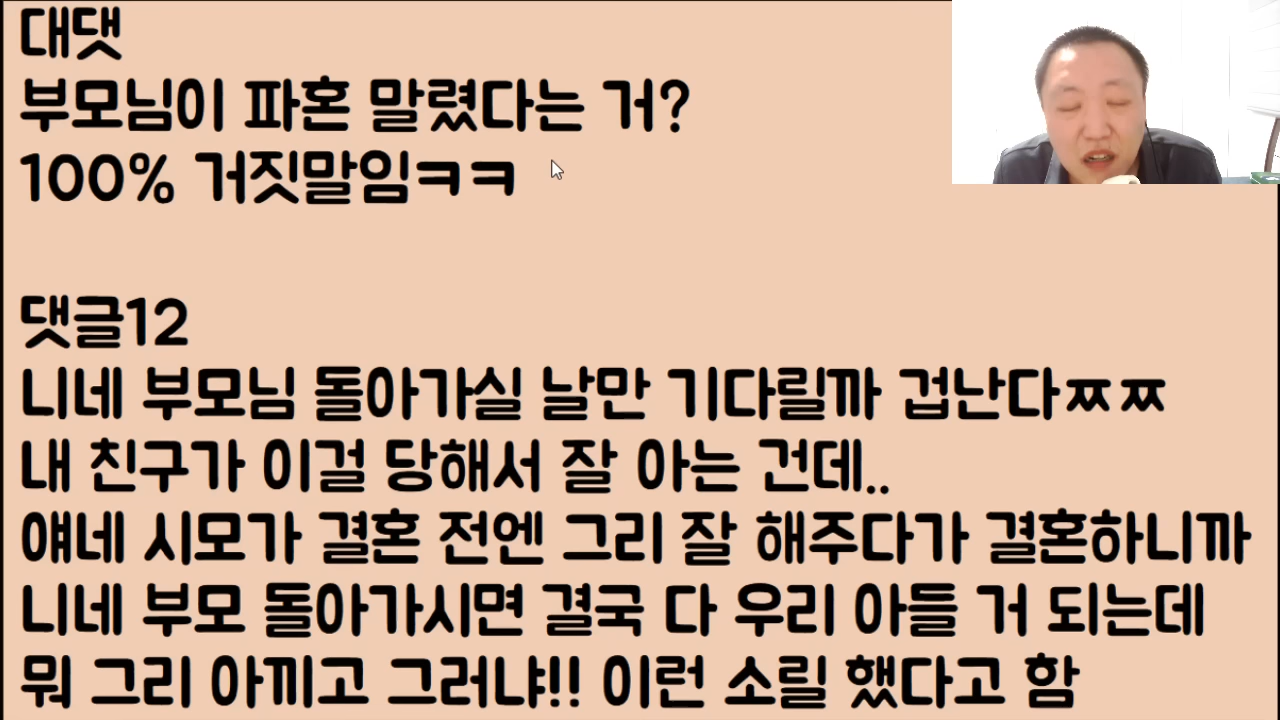 대댓
부모님이 파혼 말렸다는 거?
100% 거짓말임ㅋㅋ
댓글12
니네 부모님 돌아가실 날만 기다릴까 겁난다ㅉㅉ
내 친구가 이걸 당해서 잘 아는 건데..
얘네 시모가 결혼 전엔 그리 잘 해주다가 결혼하니까
니네 부모 돌아가시면 결국 다 우리 아들 거 되는데
뭐 그리 아끼고 그러냐!! 이런 소릴 했다고 함